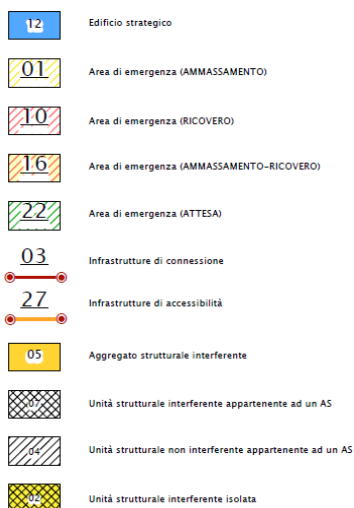 12 Edificio strategico
01 Area di emergenza (AMMASSAMENTO)
10 Area di emergenza (RICOVERO)
16 Area di emergenza (AMMASSAMENTO-RICOVERO)
22 Area di emergenza (ATTESA)
03 Infrastrutture di connessione
27 Infrastrutture di accessibilità
05 Aggregato strutturale interferente
07 Unità strutturale interferente appartenente ad un AS
04 Unità strutturale non interferente appartenente ad un AS
02 Unità strutturale interferente isolata